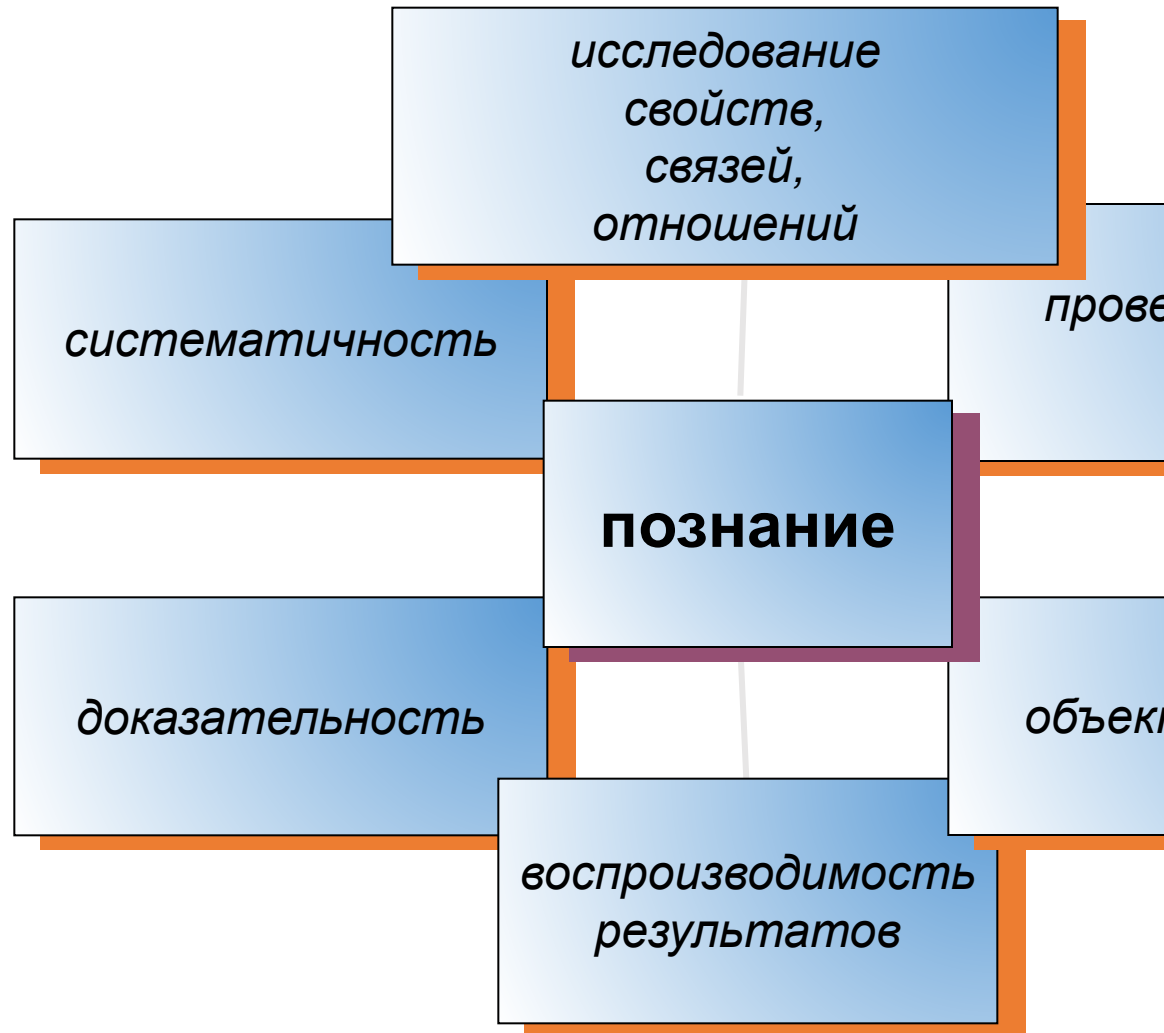 исследование
свойств,
связей,
отношений
систематичность
познание
доказательность
воспроизводимость
результатов